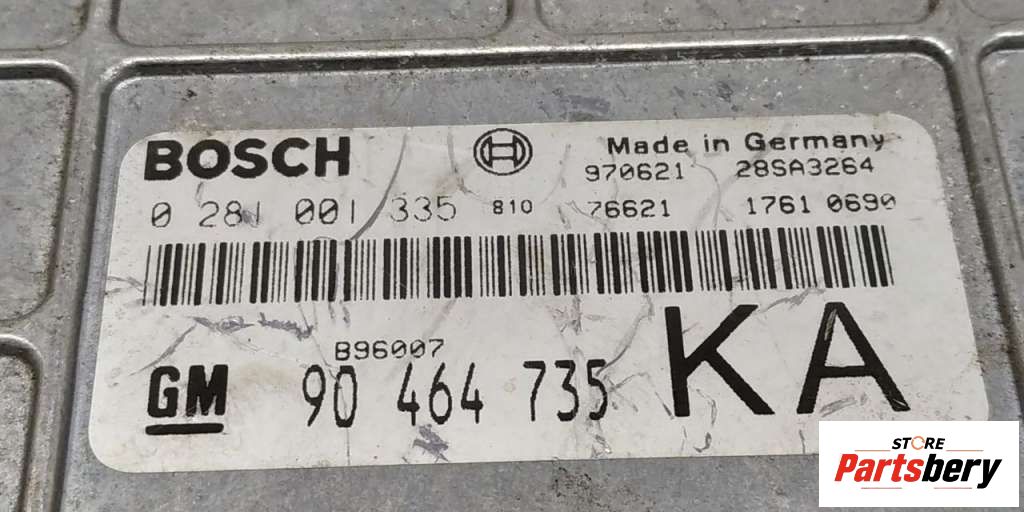 BOSCH Made in Germany
970621 28SA3264
0 281 001 335 810 76621 1761 0690
B96007
GM 90 464 735 KA
STORE
Partsbery